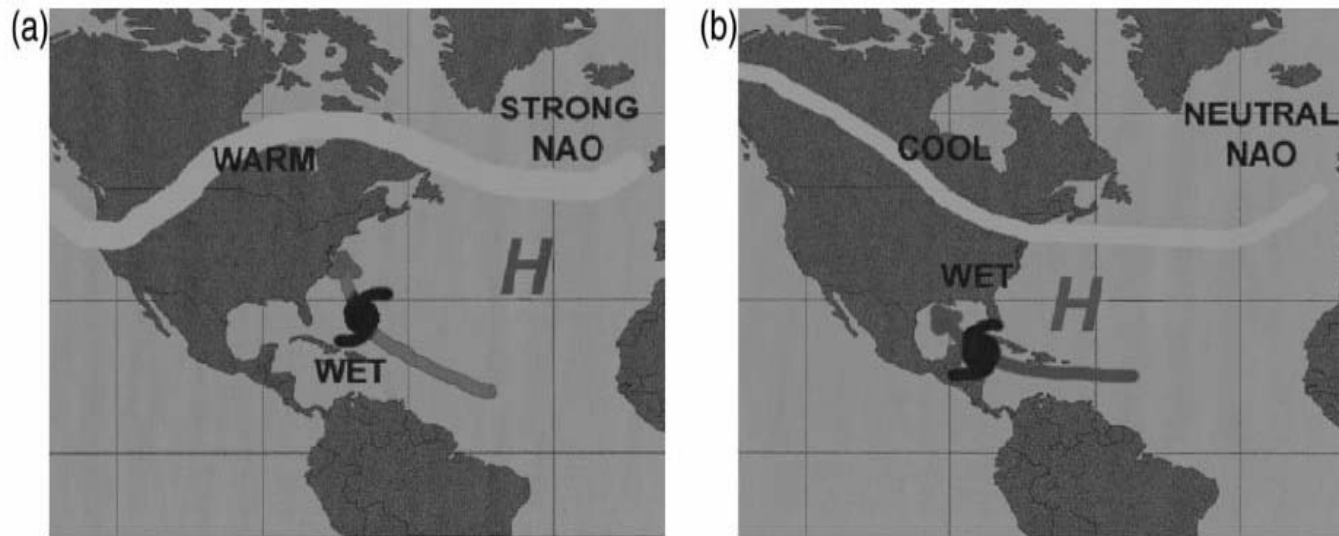 (a)
STRONG
NAO
WARM
H
WET
(b)
NEUTRAL
NAO
COOL
WET
H